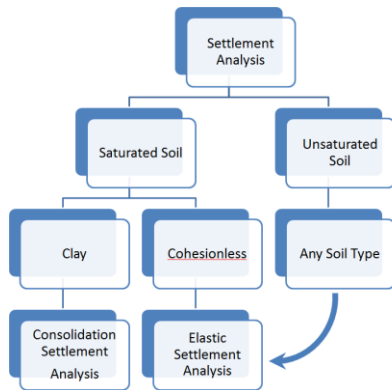 Settlement
Analysis
Saturated Soil
Unsaturated
Soil
Clay
Cohesionless
Any Soil Type
Consolidation
Settlement
Analysis
Elastic
Settlement
Analysis